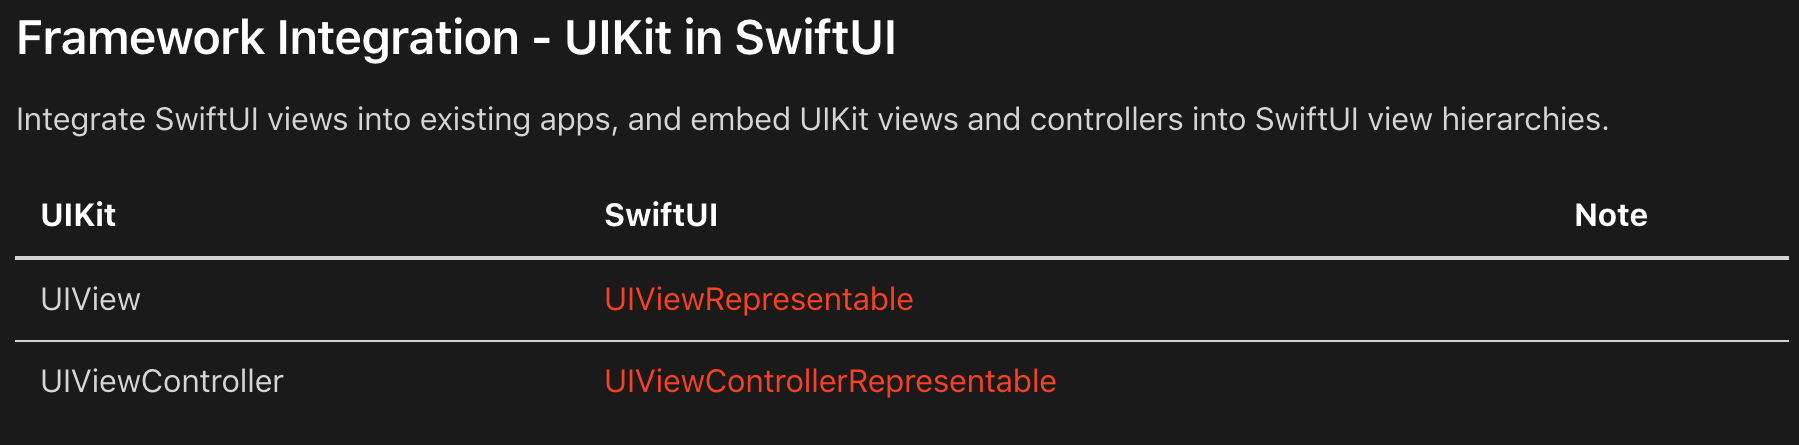 Framework Integration - UIKit in SwiftUI
Integrate SwiftUI views into existing apps, and embed UIKit views and controllers into SwiftUI view hierarchies.
UIKit SwiftUI Note
UIView UIViewRepresentable
UIViewController UIViewControllerRepresentable